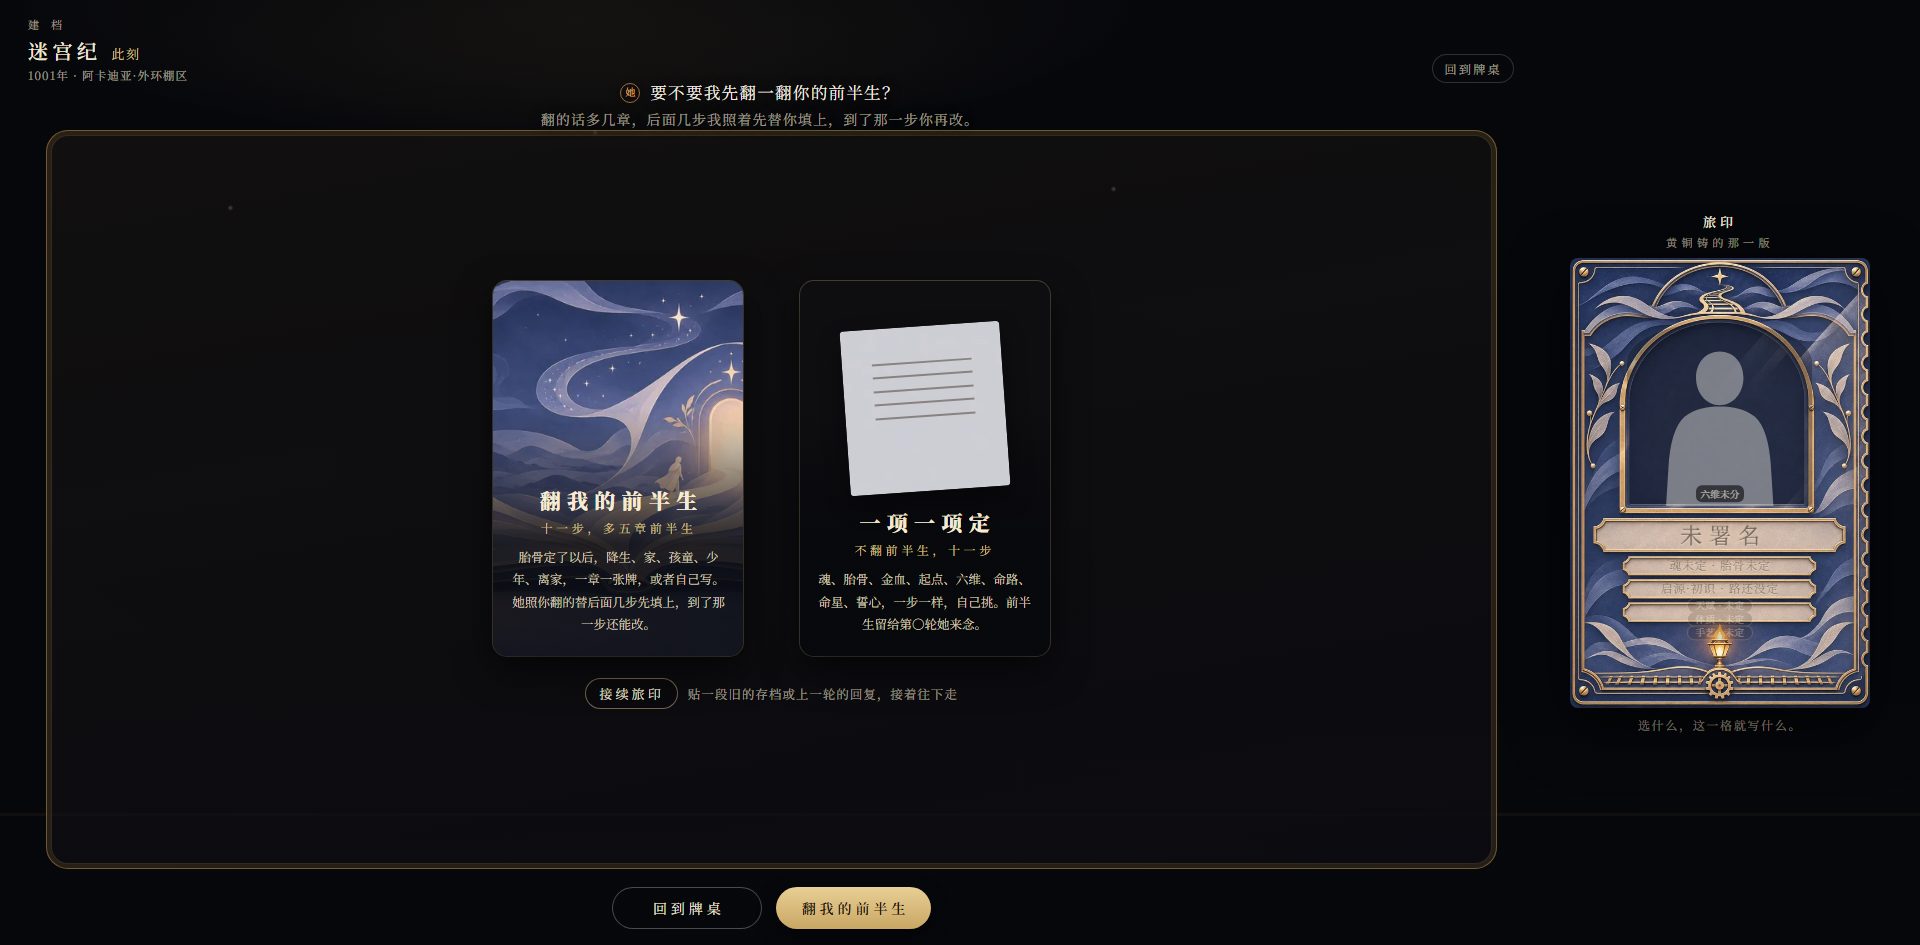 建 档
迷宫纪 此刻
1001年 · 阿卡迪亚·外环棚区
回到牌桌
她 要不要我先翻一翻你的前半生？
翻的话多几章，后面几步我照着先替你填上，到了那一步你再改。
翻我的前半生
十一步，多五章前半生
胎骨定了以后，降生、家、孩童、少
年、离家，一章一张牌，或者自己写。
她照你翻的替后面几步先填上，到了那
一步还能改。
一项一项定
不翻前半生，十一步
魂、胎骨、金血、起点、六维、命路、
命星、誓心，一步一样，自己挑。前半
生留给第〇轮她来念。
接续旅印 贴一段旧的存档或上一轮的回复，接着往下走
回到牌桌
翻我的前半生
旅印
黄铜铸的那一版
六维未分
未署名
魂未定 · 胎骨未定
启源·初识 · 路还没定
天赋 · 未定
体质 · 未定
选什么，这一格就写什么。